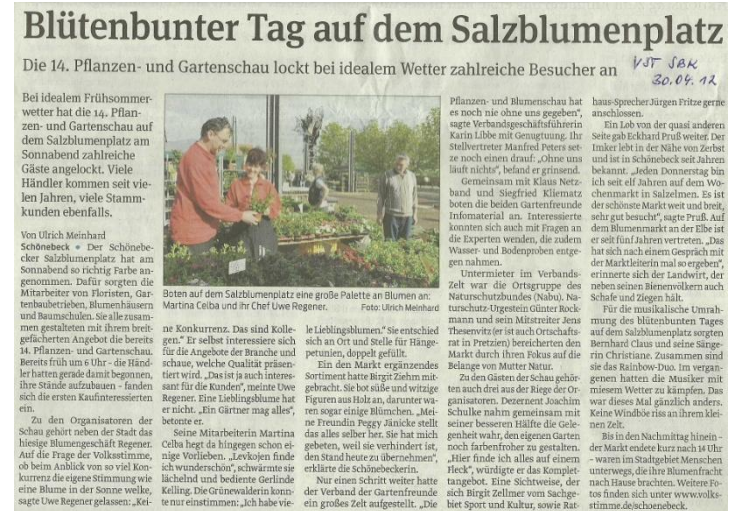 Blütenbunter Tag auf dem Salzblumenplatz
Die 14. Pflanzen- und Gartenschau lockt bei idealem Wetter zahlreiche Besucher an
VST SBK
30.04.12
Bei idealem Frühsommer-
wetter hat die 14. Pflan-
zen- und Gartenschau auf
dem Salzblumenplatz am
Sonnabend zahlreiche
Gäste angelockt. Viele
Händler kommen seit vie-
len Jahren, viele Stamm-
kunden ebenfalls.
Von Ulrich Meinhard
Schönebeck • Der Schönebe-
cker Salzblumenplatz hat am
Sonnabend so richtig Farbe an-
genommen. Dafür sorgten die
Mitarbeiter von Floristen, Gar-
tenbaubetrieben, Blumenhäusern
und Baumschulen. Sie alle zusam-
men gestalteten mit ihrem breit-
gefächerten Angebot die bereits
14. Pflanzen- und Gartenschau.
Bereits früh um 6 Uhr - die Händ-
ler hatten gerade damit begonnen,
ihre Stände aufzubauen - fanden
sich die ersten Kaufinteressierten
ein.
Zu den Organisatoren der
Schau gehört neben der Stadt das
hiesige Blumengeschäft Regener.
Auf die Frage der Volksstimme,
ob beim Anblick von so viel Kon-
kurrenz die eigene Stimmung wie
eine Blume in der Sonne welke,
sagte Uwe Regener gelassen: „Kei-
Boten auf dem Salzblumenplatz eine große Palette an Blumen an:
Martina Celba und ihr Chef Uwe Regener. Foto: Ulrich Meinhard
ne Konkurrenz. Das sind Kolle-
gen." Er selbst interessiere sich
für die Angebote der Branche und
schaue, welche Qualität präsen-
tiert wird. „Das ist ja auch interes-
sant für die Kunden", meinte Uwe
Regener. Eine Lieblingsblume hat
er nicht. „Ein Gärtner mag alles",
betonte er.
Seine Mitarbeiterin Martina
Celba hegt da hingegen schon ei-
nige Vorlieben. „Levkojen finde
ich wunderschön", schwärmte sie
lächelnd und bediente Gerlinde
Keiling. Die Grünewalderin konn-
te nur einstimmen: „Ich habe vie-
le Lieblingsblumen." Sie entschied
sich an Ort und Stelle für Hänge-
petunien, doppelt gefüllt.
Ein den Markt ergänzendes
Sortiment hatte Birgit Ziehm mit-
gebracht. Sie bot süße und witzige
Figuren aus Holz an, darunter wa-
ren sogar einige Blümchen. „Mei-
ne Freundin Peggy Jänicke stellt
das alles selber her. Sie hat mich
gebeten, weil sie verhindert ist,
den Stand heute zu übernehmen",
erklärte die Schönebeckerin.
Nur einen Schritt weiter hatte
der Verband der Gartenfreunde
ein großes Zelt aufgestellt. „Die
Pflanzen- und Blumenschau hat
es noch nie ohne uns gegeben",
sagte Verbandsgeschäftsführerin
Karin Libbe mit Genugtuung. Ihr
Stellvertreter Manfred Peters set-
ze noch einen drauf: „Ohne uns
läuft nichts", befand er grinsend.
Gemeinsam mit Klaus Netz-
band und Siegfried Kliematz
boten die beiden Gartenfreunde
Infomaterial an. Interessierte
konnten sich auch mit Fragen an
die Experten wenden, die zudem
Wasser- und Bodenproben entge-
gen nahmen.
Untermieter im Verbands-
Zelt war die Ortsgruppe des
Naturschutzbundes (Nabu). Na-
turschutz-Urgestein Günter Rock-
mann und sein Mitstreiter Jens
Thesenvitz (er ist auch Ortschafts-
rat in Pretzien) bereicherten den
Markt durch ihren Fokus auf die
Belange von Mutter Natur.
Zu den Gästen der Schau gehör-
ten auch drei aus der Riege der Or-
ganisatoren. Dezernent Joachim
Schulke nahm gemeinsam mit
seiner besseren Hälfte die Gele-
genheit wahr, den eigenen Garten
noch farbenfroher zu gestalten.
„Hier finde ich alles auf einem
Fleck", würdigte er das Komplet-
tangebot. Eine Sichtweise, der
sich Birgit Zellmer vom Sachge-
biet Sport und Kultur, sowie Rat-
haus-Sprecher Jürgen Fritze gerne
anschlossen.
Ein Lob von der quasi anderen
Seite gab Eckhard Pruß weiter. Der
Imker lebt in der Nähe von Zerbst
und ist in Schönebeck seit Jahren
bekannt. „Jeden Donnerstag bin
ich seit elf Jahren auf dem Wo-
chenmarkt in Salzelmen. Es ist
der schönste Markt weit und breit,
sehr gut besucht", sagte Pruß. Auf
dem Blumenmarkt an der Elbe ist
er seit fünf Jahren vertreten. „Das
hat sich nach einem Gespräch mit
der Marktleiterin mal so ergeben",
erinnerte sich der Landwirt, der
neben seinen Bienenvölkern auch
Schafe und Ziegen hält.
Für die musikalische Umrah-
mung des blütenbunten Tages
auf dem Salzblumenplatz sorgten
Bernhard Claus und seine Sänge-
rin Christiane. Zusammen sind
sie das Rainbow-Duo. Im vergan-
genen hatten die Musiker mit
miesem Wetter zu kämpfen. Das
war dieses Mal gänzlich anders.
Keine Windböe riss an ihrem klei-
nen Zelt.
Bis in den Nachmittag hinein -
der Markt endete kurz nach 14 Uhr
- waren im Stadtgebiet Menschen
unterwegs, die ihre Blumenfracht
nach Hause brachten. Weitere Fo-
tos finden sich unter www.volks-
stimme.de/schoenebeck.